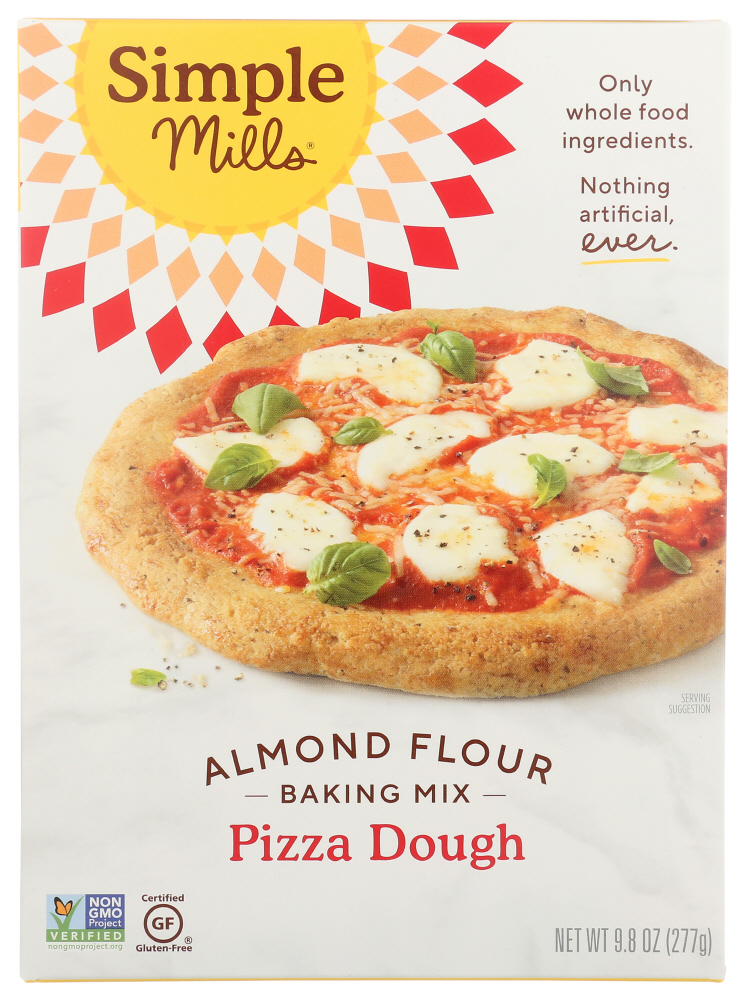 Simple
Mills®
Only
whole food
ingredients.
Nothing
artificial,
ever.
SERVING
SUGGESTION
ALMOND FLOUR
— BAKING MIX —
Pizza Dough
NON
GMO
Project
VERIFIED
nongmoproject.org
Certified
GF
®
Gluten-Free
NET WT 9.8 OZ (277g)